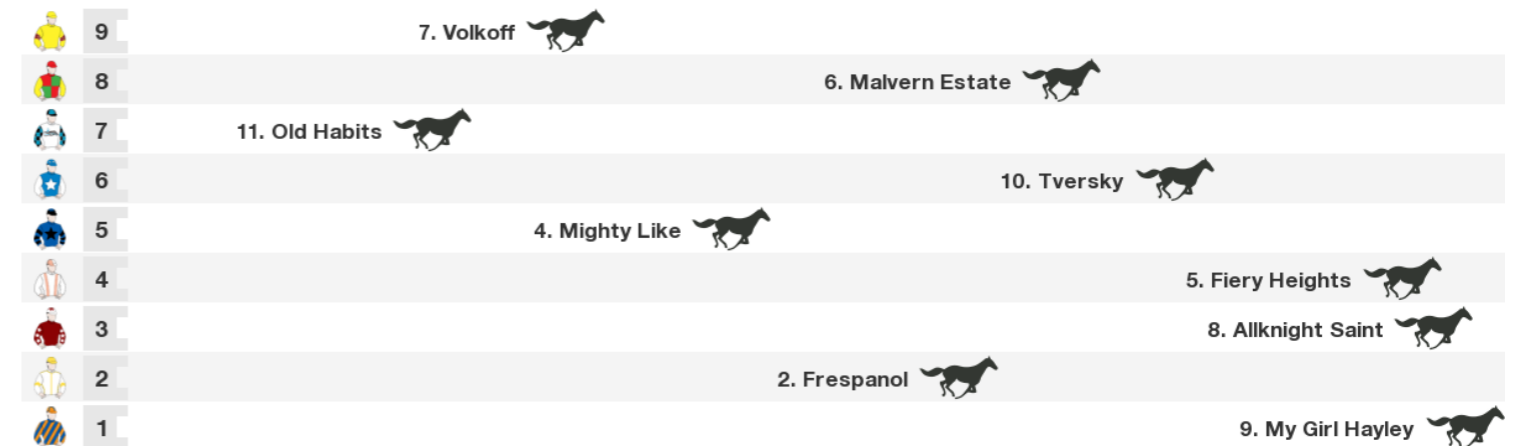 9 7. Volkoff
8 6. Malvern Estate
7 11. Old Habits
6 10. Tversky
5 4. Mighty Like
4 5. Fiery Heights
3 8. Allknight Saint
2 2. Frespanol
1 9. My Girl Hayley